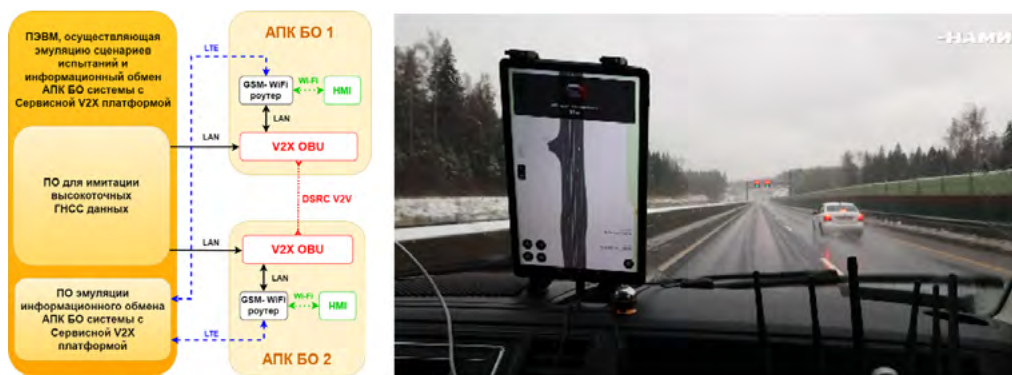 ПЭВМ, осуществляющая
эмуляцию сценариев
испытаний и
информационный обмен
АПК БО системы с
Сервисной V2X платформой
ПО для имитации
высокоточных
ГНСС данных
ПО эмуляции
информационного обмена
АПК БО системы с
Сервисной V2X
платформой
LTE
LAN
LAN
LTE
АПК БО 1
GSM- WiFi
роутер
Wi-Fi
HMI
LAN
V2X OBU
DSRC V2V
V2X OBU
LAN
GSM- WiFi
роутер
Wi-Fi
HMI
АПК БО 2
-НАМИ